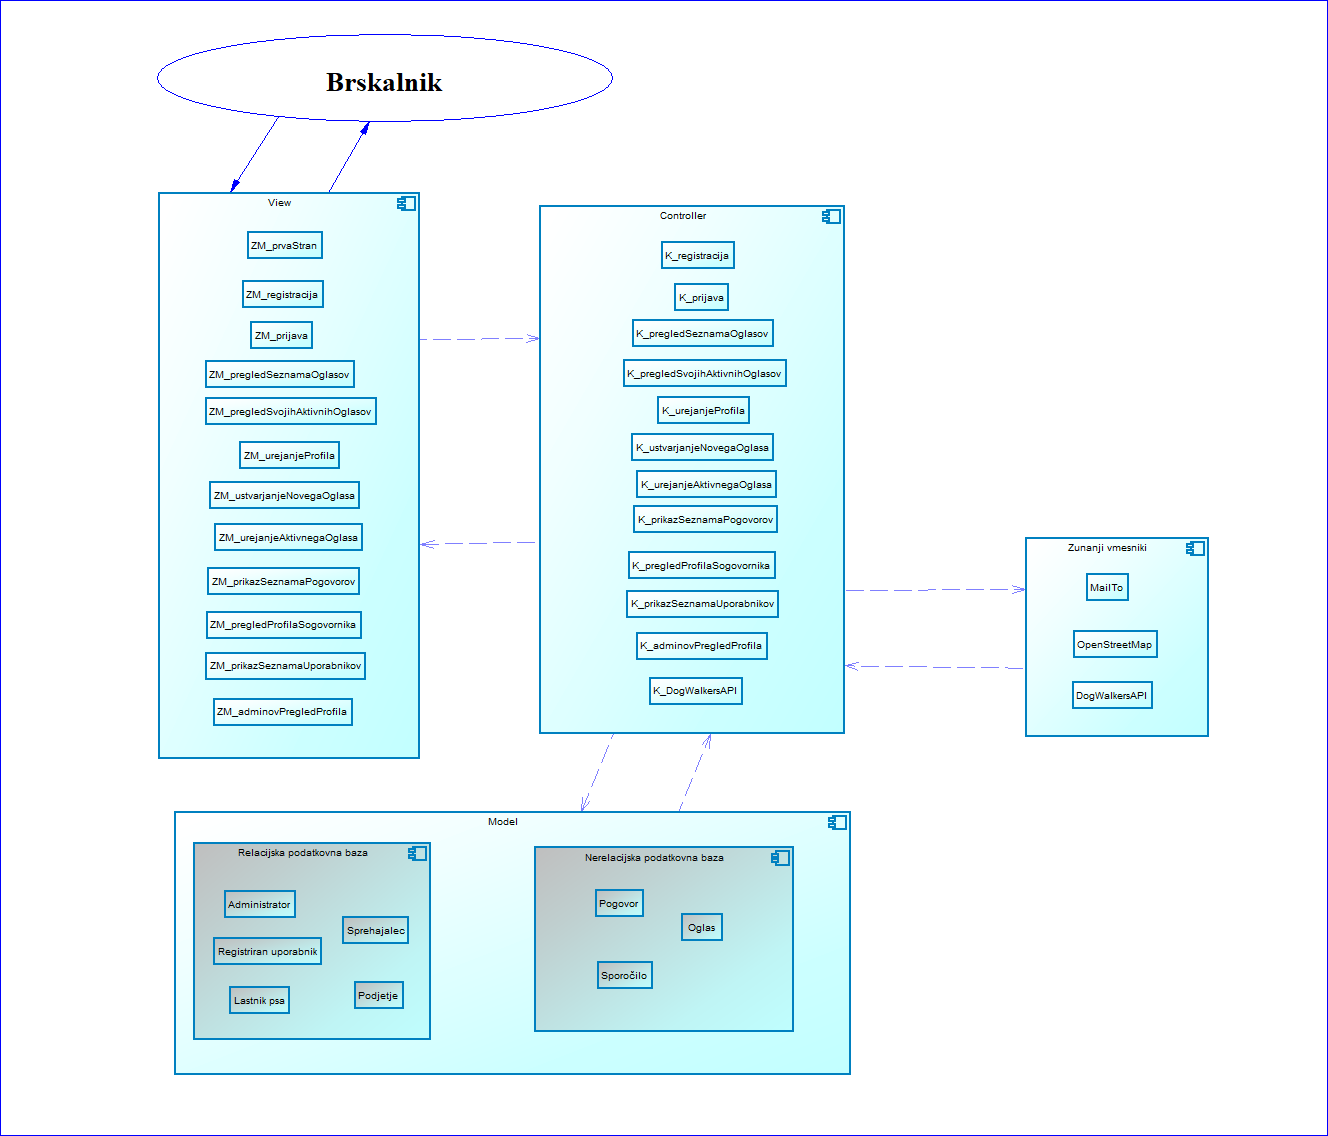 Brskalnik
View
ZM_prvaStran
ZM_registracija
ZM_prijava
ZM_pregledSeznamaOglasov
ZM_pregledSvojihAktivnihOglasov
ZM_urejanjeProfila
ZM_ustvarjanjeNovegaOglasa
ZM_urejanjeAktivnegaOglasa
ZM_prikazSeznamaPogovorov
ZM_pregledProfilaSogovornika
ZM_prikazSeznamaUporabnikov
ZM_adminovPregledProfila
Controller
K_registracija
K_prijava
K_pregledSeznamaOglasov
K_pregledSvojihAktivnihOglasov
K_urejanjeProfila
K_ustvarjanjeNovegaOglasa
K_urejanjeAktivnegaOglasa
K_prikazSeznamaPogovorov
K_pregledProfilaSogovornika
K_prikazSeznamaUporabnikov
K_adminovPregledProfila
K_DogWalkersAPI
Zunanji vmesniki
MailTo
OpenStreetMap
DogWalkersAPI
Model
Relacijska podatkovna baza
Administrator
Sprehajalec
Registriran uporabnik
Lastnik psa
Podjetje
Nerelacijska podatkovna baza
Pogovor
Oglas
Sporočilo